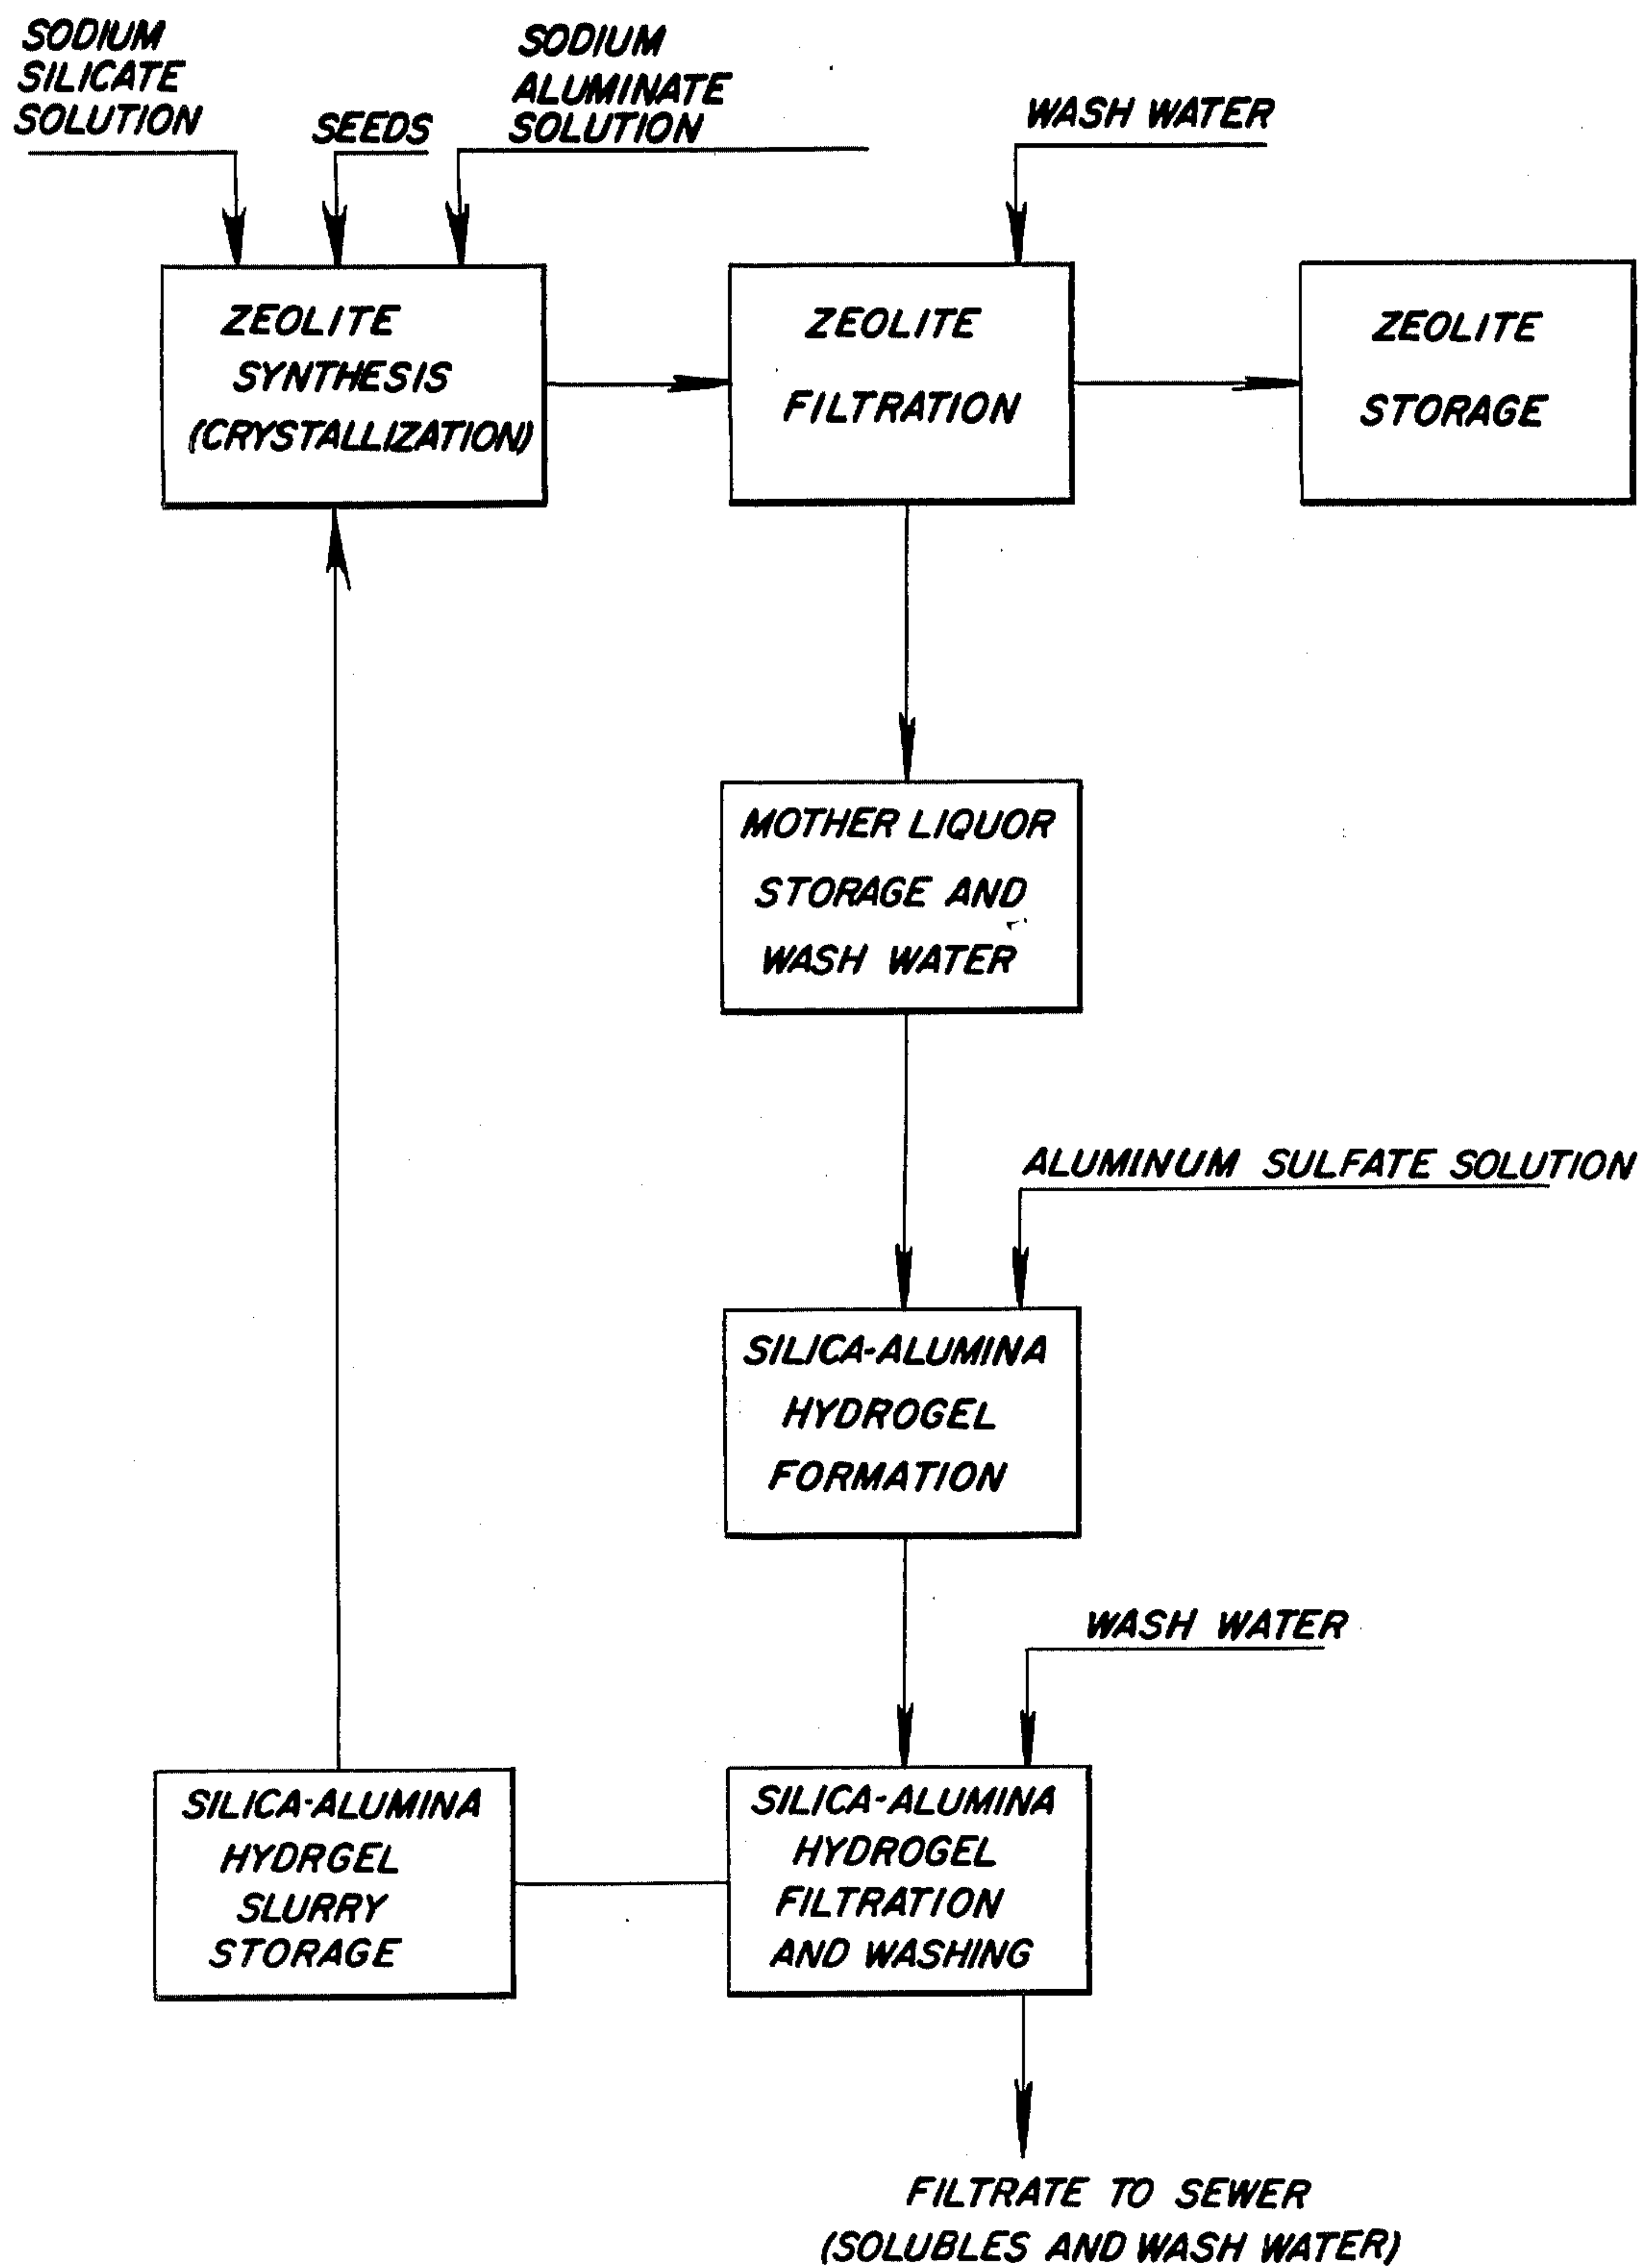 SODIUM
SILICATE
SOLUTION
SEEDS
SODIUM
ALUMINATE
SOLUTION
WASH WATER
ZEOLITE
SYNTHESIS
(CRYSTALLIZATION)
ZEOLITE
FILTRATION
ZEOLITE
STORAGE
MOTHER LIQUOR
STORAGE AND
WASH WATER
ALUMINUM SULFATE SOLUTION
SILICA-ALUMINA
HYDROGEL
FORMATION
WASH WATER
SILICA-ALUMINA
HYDRGEL
SLURRY
STORAGE
SILICA-ALUMINA
HYDROGEL
FILTRATION
AND WASHING
FILTRATE TO SEWER
(SOLUBLES AND WASH WATER)